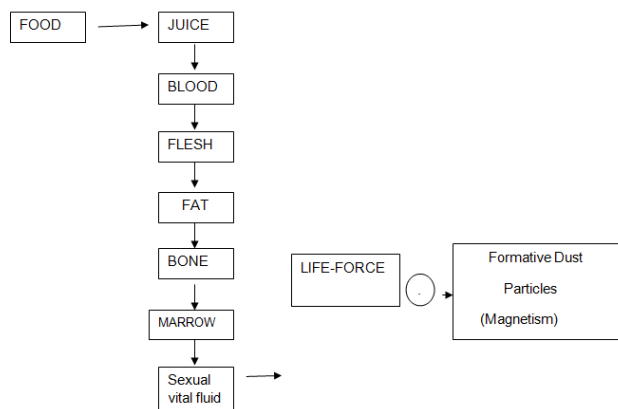 FOOD
JUICE
BLOOD
FLESH
FAT
BONE
MARROW
Sexual
vital fluid
LIFE-FORCE
.
Formative Dust
Particles
(Magnetism)